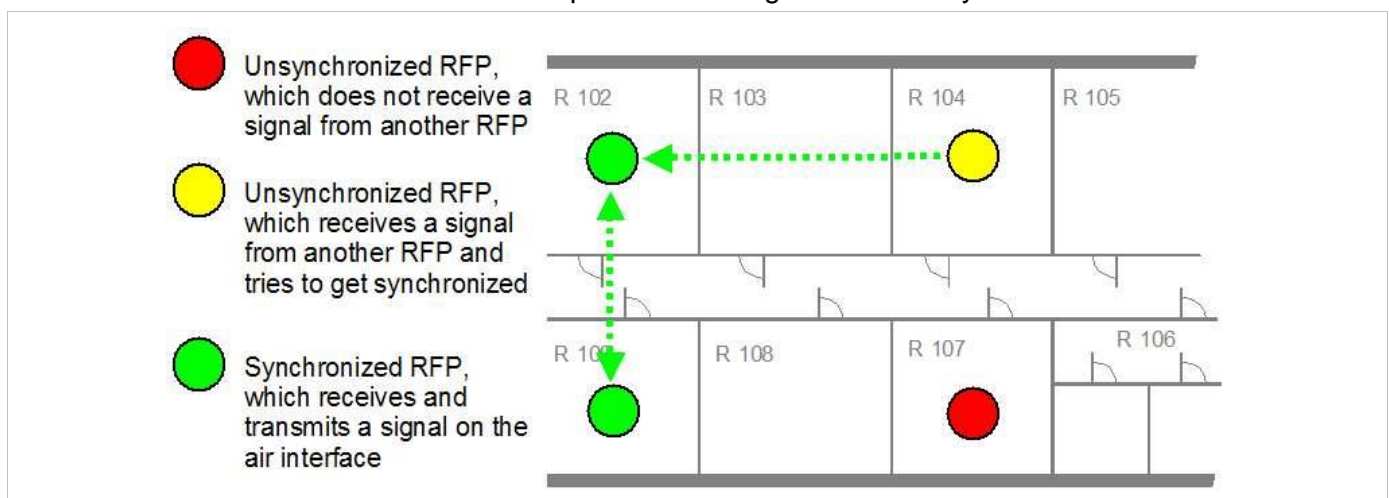 Unsynchronized RFP,
which does not receive a
signal from another RFP
Unsynchronized RFP,
which receives a signal
from another RFP and
tries to get synchronized
Synchronized RFP,
which receives and
transmits a signal on the
air interface
R 102
R 103
R 104
R 105
R
R 108
R 107
R 106